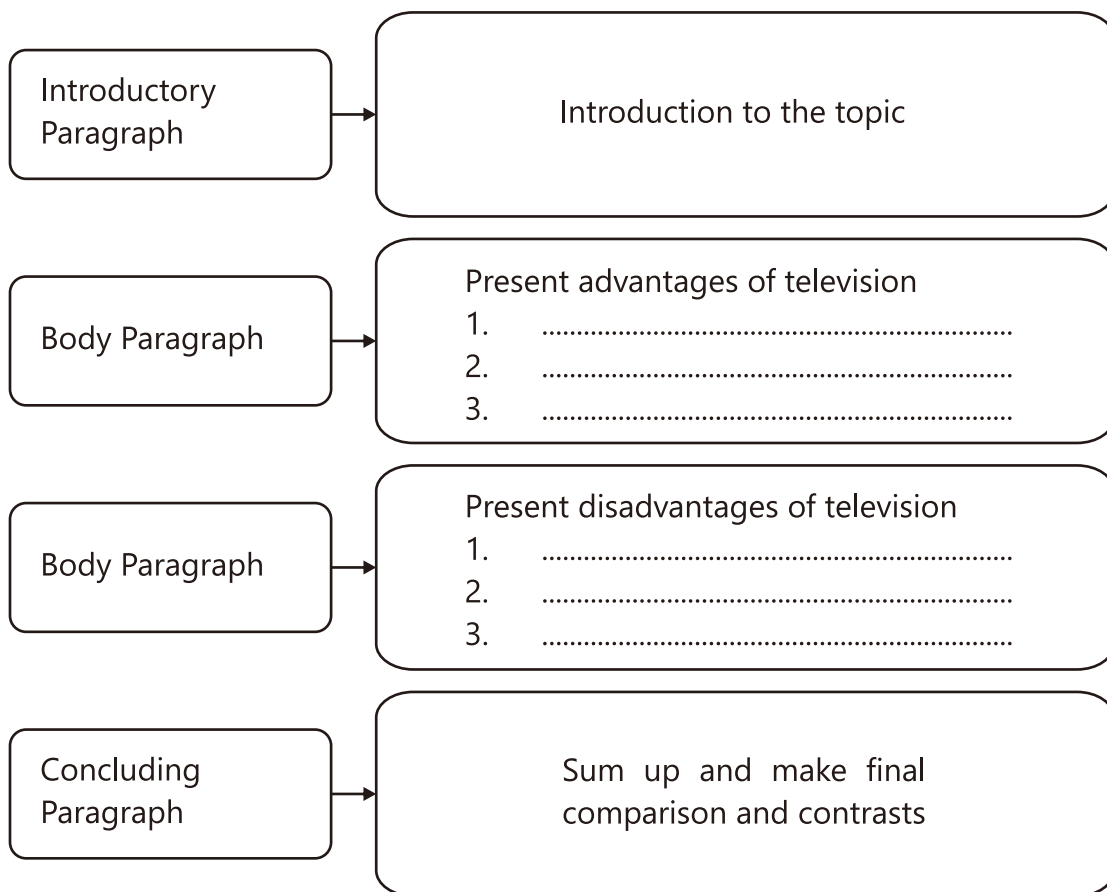 Introductory
Paragraph
Introduction to the topic
Body Paragraph
Present advantages of television
1. ....................................................................
2. ....................................................................
3. ....................................................................
Body Paragraph
Present disadvantages of television
1. ....................................................................
2. ....................................................................
3. ....................................................................
Concluding
Paragraph
Sum up and make final
comparison and contrasts